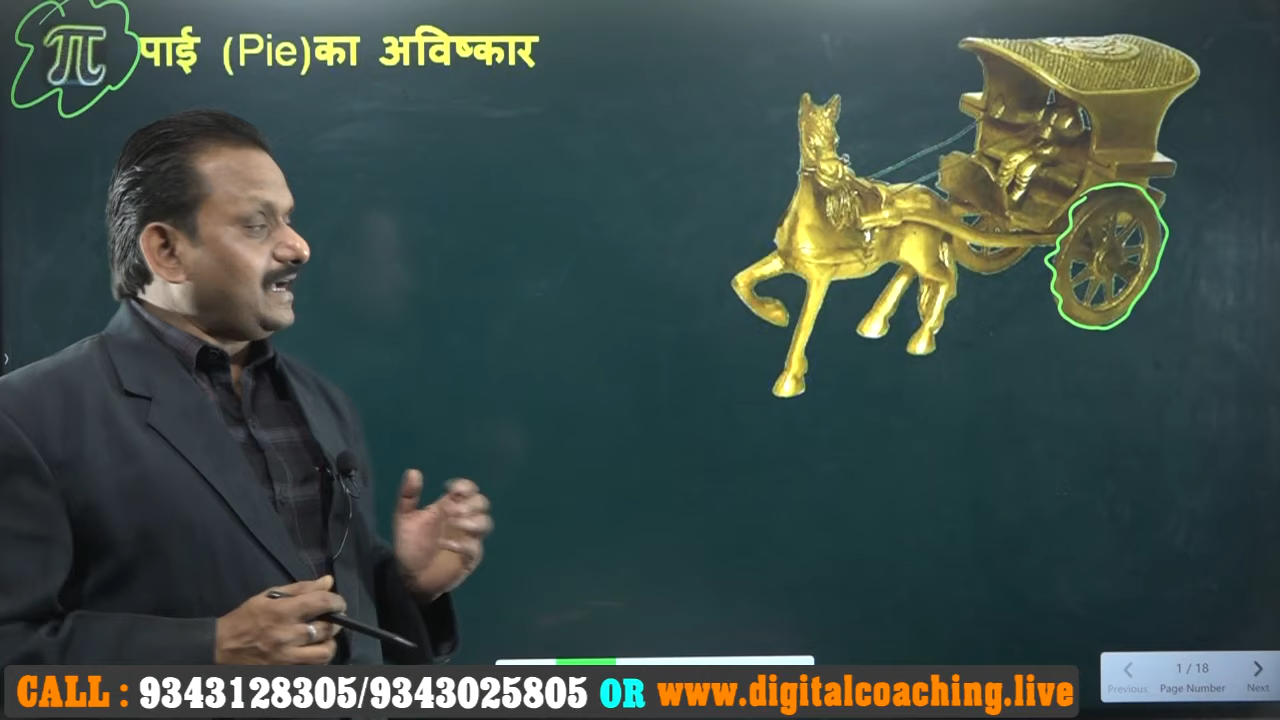 π पाई (Pie)का अविष्कार
1 / 18
Previous Page Number Next
CALL : 9343128305/9343025805 OR www.digitalcoaching.live